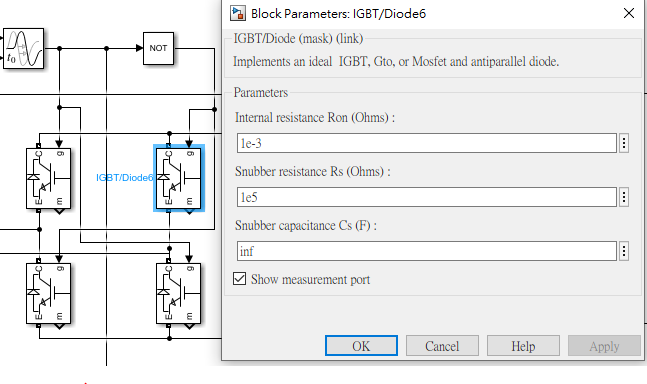 Block Parameters: IGBT/Diode6
IGBT/Diode (mask) (link)
Implements an ideal IGBT, Gto, or Mosfet and antiparallel diode.
Parameters
Internal resistance Ron (Ohms) :
1e-3
Snubber resistance Rs (Ohms) :
1e5
Snubber capacitance Cs (F) :
inf
Show measurement port
OK
Cancel
Help
Apply
to
NOT
C
g
E
m
IGBT/Diode6
C
g
E
m
C
g
E
m
C
g
E
m